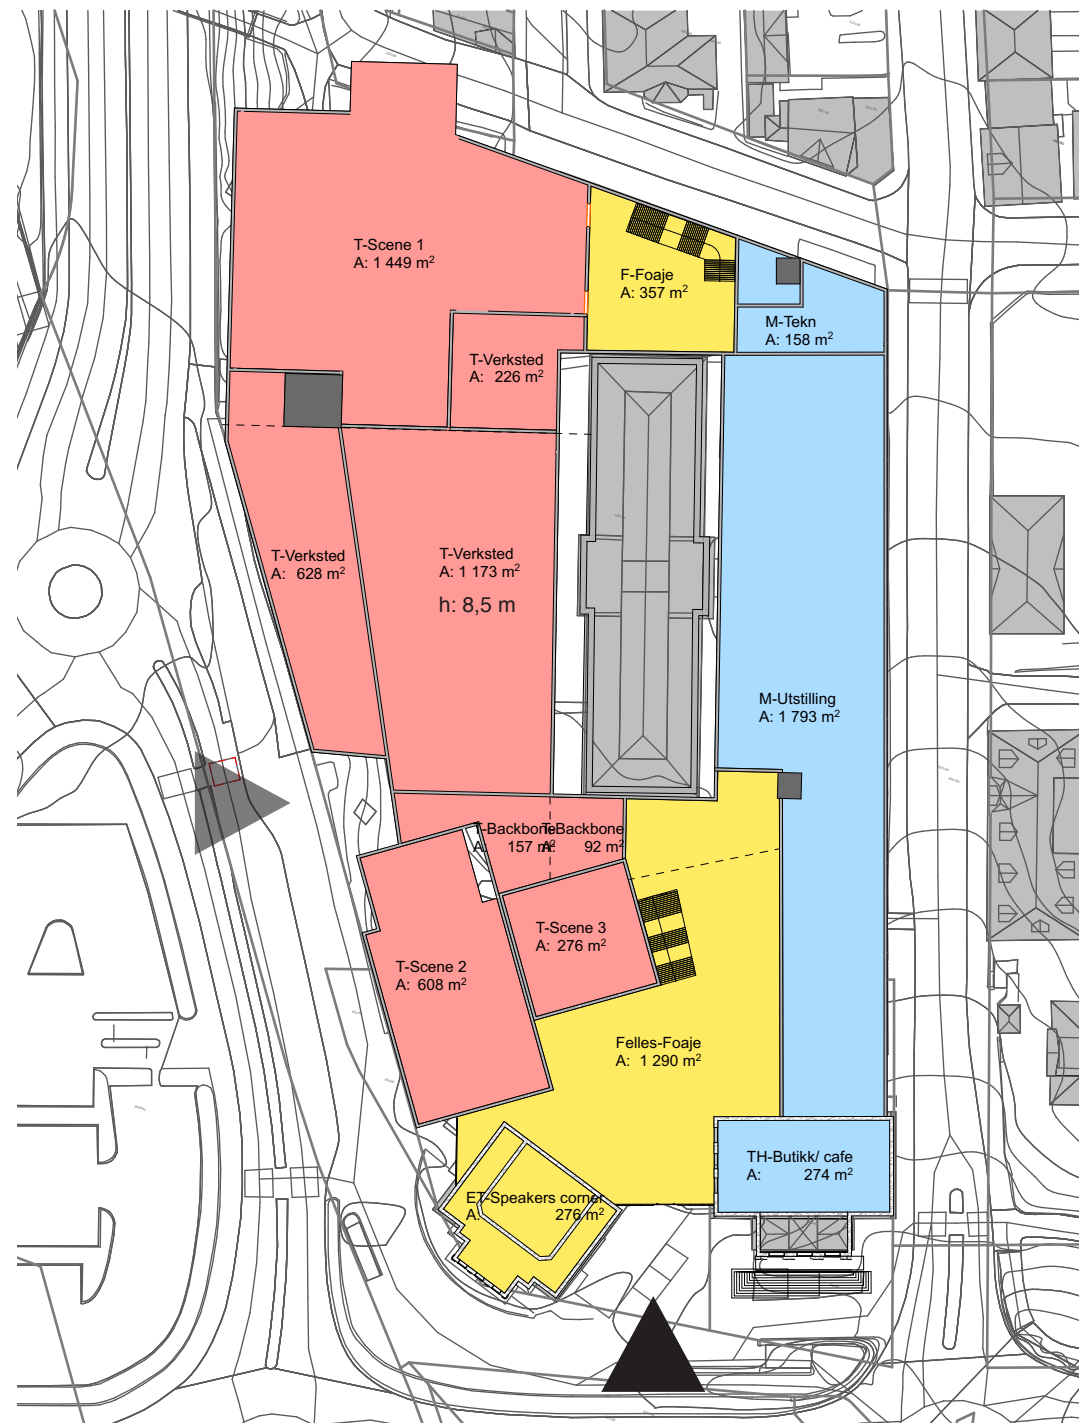 T-Scene 1
A: 1 449 m²
F-Foaje
A: 357 m²
M-Tekn
A: 158 m²
T-Verksted
A: 226 m²
T-Verksted
A: 628 m²
T-Verksted
A: 1 173 m²
h: 8,5 m
M-Utstilling
A: 1 793 m²
T-Backbone
A: 157 m²
T-Backbone
A: 92 m²
T-Scene 3
A: 276 m²
T-Scene 2
A: 608 m²
Felles-Foaje
A: 1 290 m²
TH-Butikk/ cafe
A: 274 m²
ET-Speakers corner
A: 276 m²